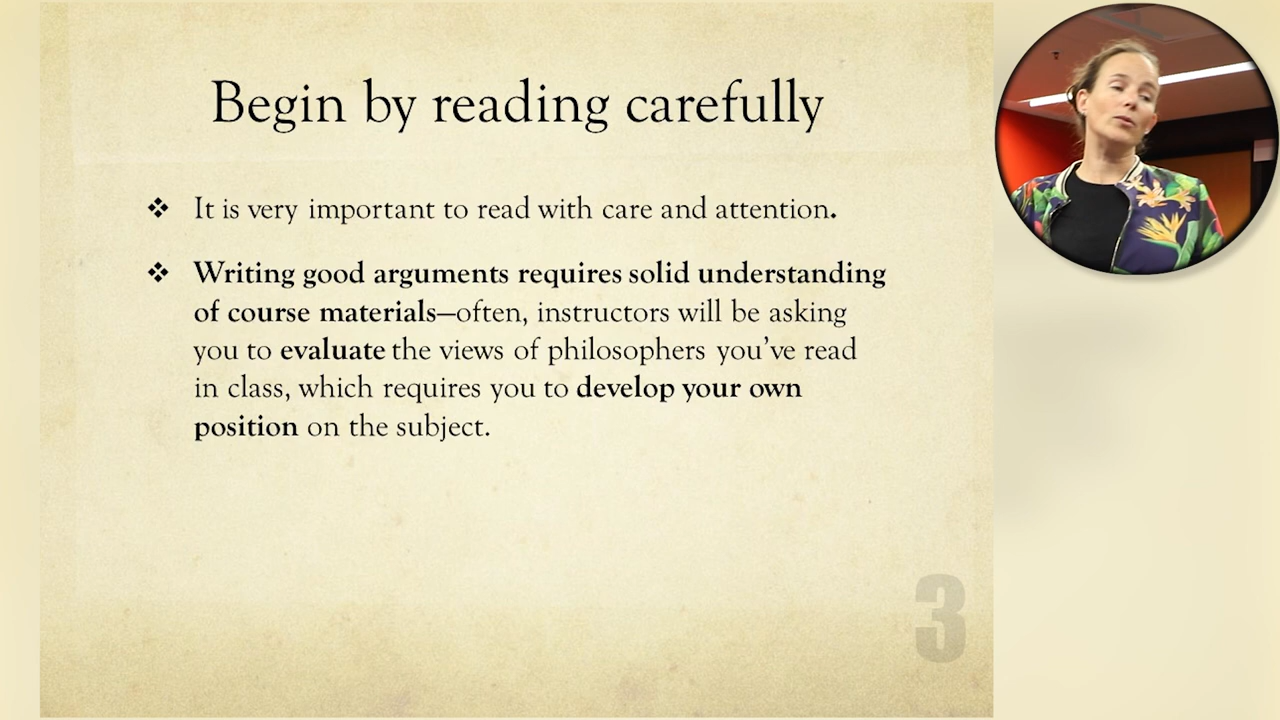 Begin by reading carefully
❖ It is very important to read with care and attention.
❖ Writing good arguments requires solid understanding
of course materials—often, instructors will be asking
you to evaluate the views of philosophers you’ve read
in class, which requires you to develop your own
position on the subject.
3